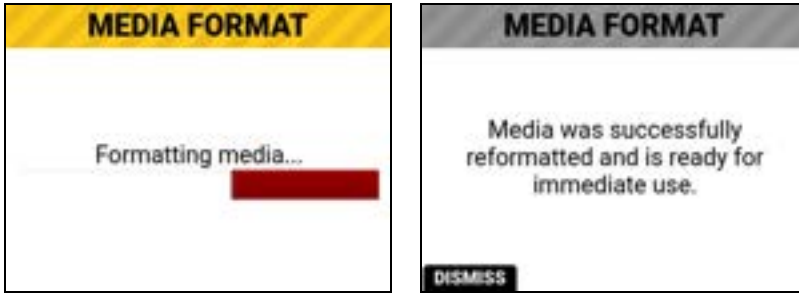 MEDIA FORMAT
Formatting media...
MEDIA FORMAT
Media was successfully
reformatted and is ready for
immediate use.
DISMISS